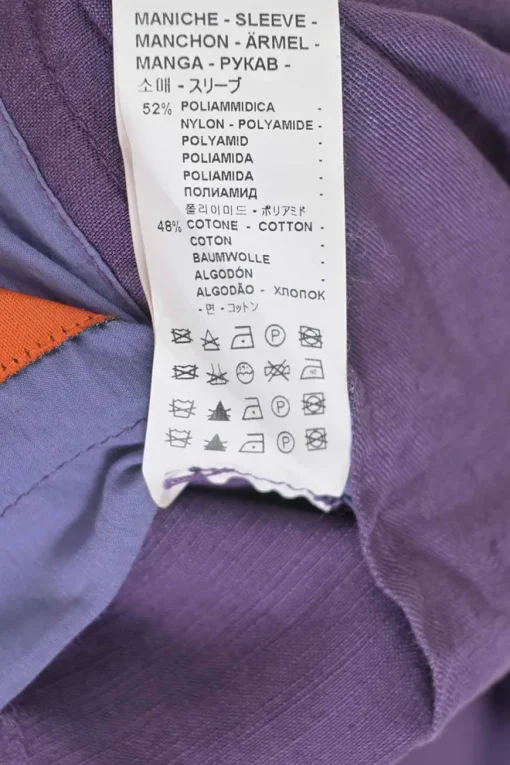 MANICHE - SLEEVE -
MANCHON - ÄRMEL -
MANGA - РУКАВ -
소매 - スリーブ
52% POLIAMMIDICA -
NYLON - POLYAMIDE -
POLYAMID -
POLIAMIDA -
POLIAMIDA -
ПОЛИАМИД -
폴리아미드 - ポリアミド
48% COTONE - COTTON -
COTON -
BAUMWOLLE -
ALGODÓN -
ALGODÃO - ХЛОПОК
- 면 - コットン